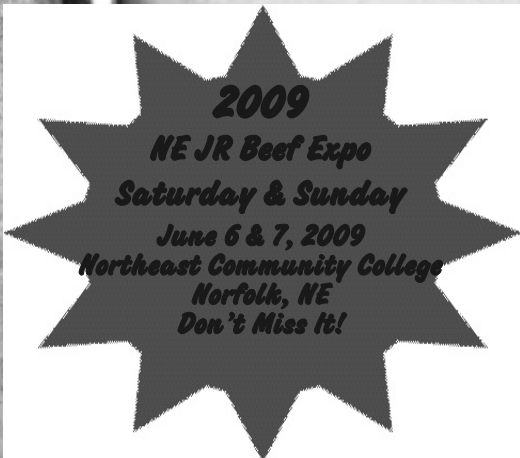 2009
NE JR Beef Expo
Saturday & Sunday
June 6 & 7, 2009
Northeast Community College
Norfolk, NE
Don't Miss It!